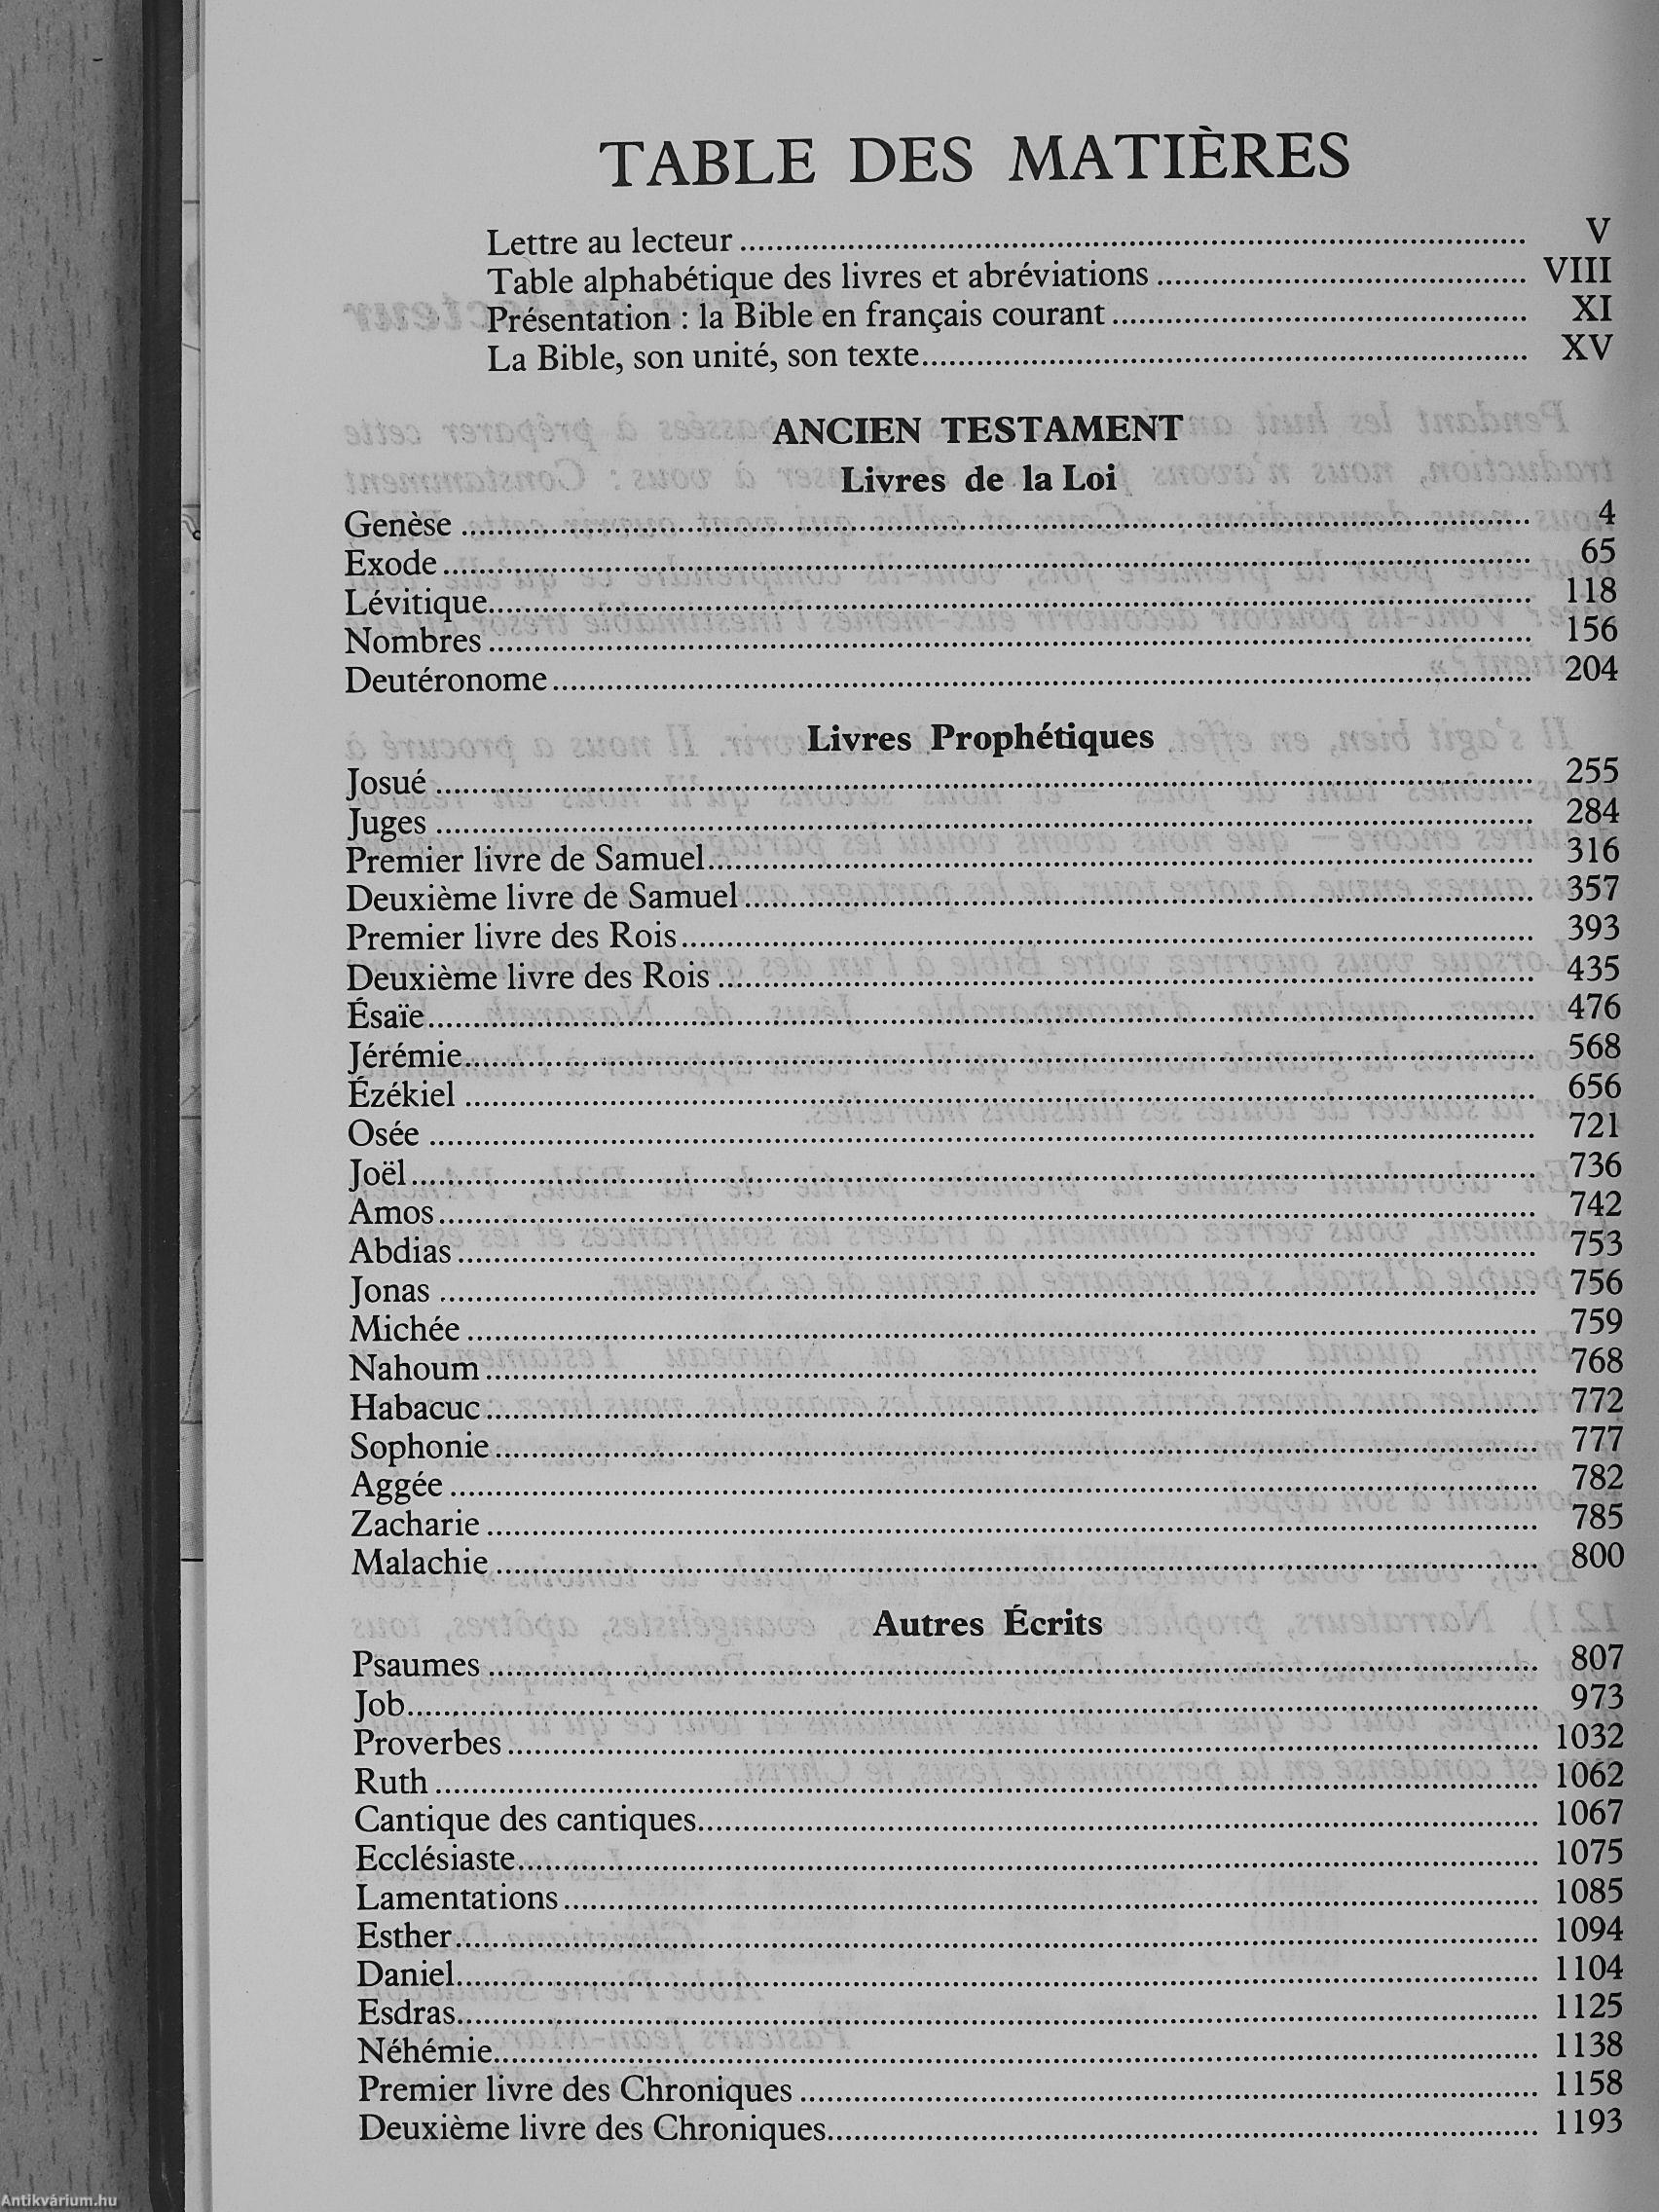 TABLE DES MATIÈRES
Lettre au lecteur ........ V
Table alphabétique des livres et abréviations ........ VIII
Présentation : la Bible en français courant ........ XI
La Bible, son unité, son texte ........ XV
ANCIEN TESTAMENT
Livres de la Loi
Genèse ........ 4
Exode ........ 65
Lévitique ........ 118
Nombres ........ 156
Deutéronome ........ 204
Livres Prophétiques
Josué ........ 255
Juges ........ 284
Premier livre de Samuel ........ 316
Deuxième livre de Samuel ........ 357
Premier livre des Rois ........ 393
Deuxième livre des Rois ........ 435
Ésaïe ........ 476
Jérémie ........ 568
Ézékiel ........ 656
Osée ........ 721
Joël ........ 736
Amos ........ 742
Abdias ........ 753
Jonas ........ 756
Michée ........ 759
Nahoum ........ 768
Habacuc ........ 772
Sophonie ........ 777
Aggée ........ 782
Zacharie ........ 785
Malachie ........ 800
Autres Écrits
Psaumes ........ 807
Job ........ 973
Proverbes ........ 1032
Ruth ........ 1062
Cantique des cantiques ........ 1067
Ecclésiaste ........ 1075
Lamentations ........ 1085
Esther ........ 1094
Daniel ........ 1104
Esdras ........ 1125
Néhémie ........ 1138
Premier livre des Chroniques ........ 1158
Deuxième livre des Chroniques ........ 1193
Antikvárium.hu